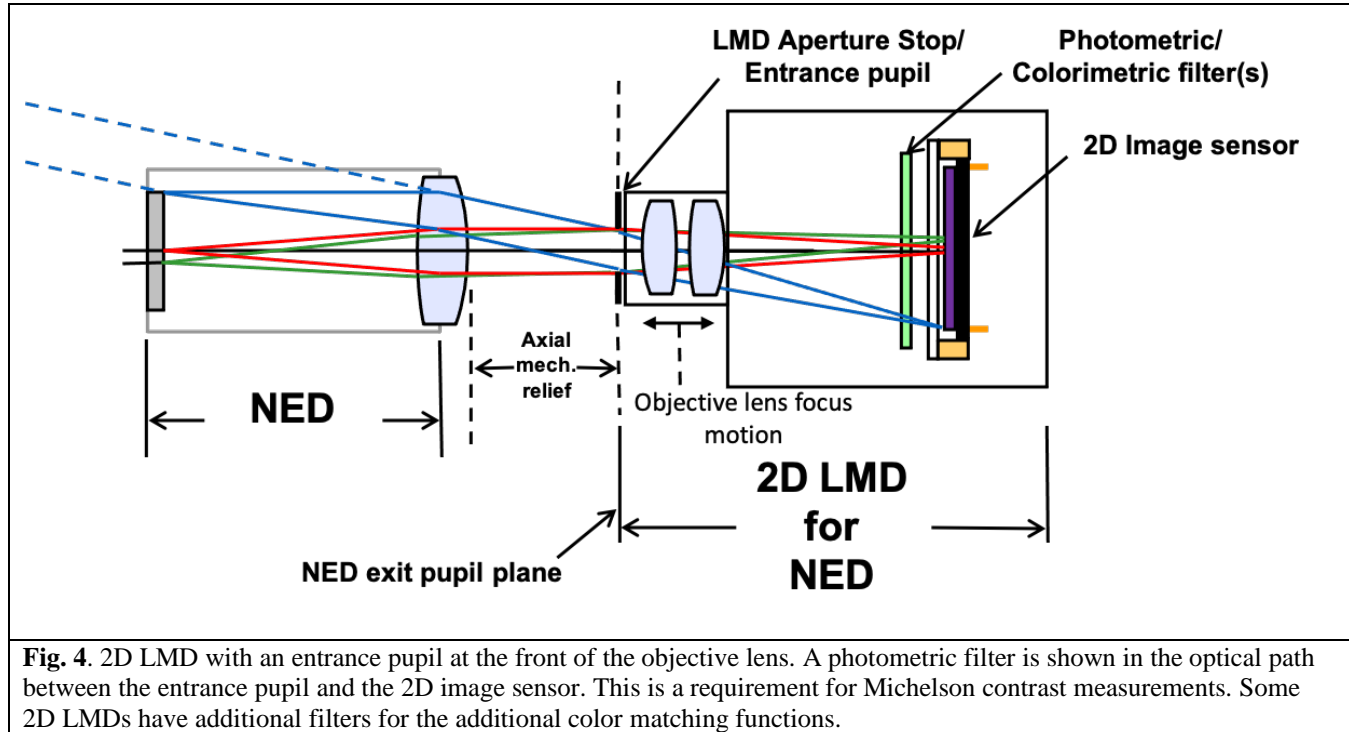 LMD Aperture Stop/
Entrance pupil
Photometric/
Colorimetric filter(s)
2D Image sensor
Axial
mech.
relief
NED
Objective lens focus
motion
2D LMD
for
NED
NED exit pupil plane
Fig. 4. 2D LMD with an entrance pupil at the front of the objective lens. A photometric filter is shown in the optical path
between the entrance pupil and the 2D image sensor. This is a requirement for Michelson contrast measurements. Some
2D LMDs have additional filters for the additional color matching functions.